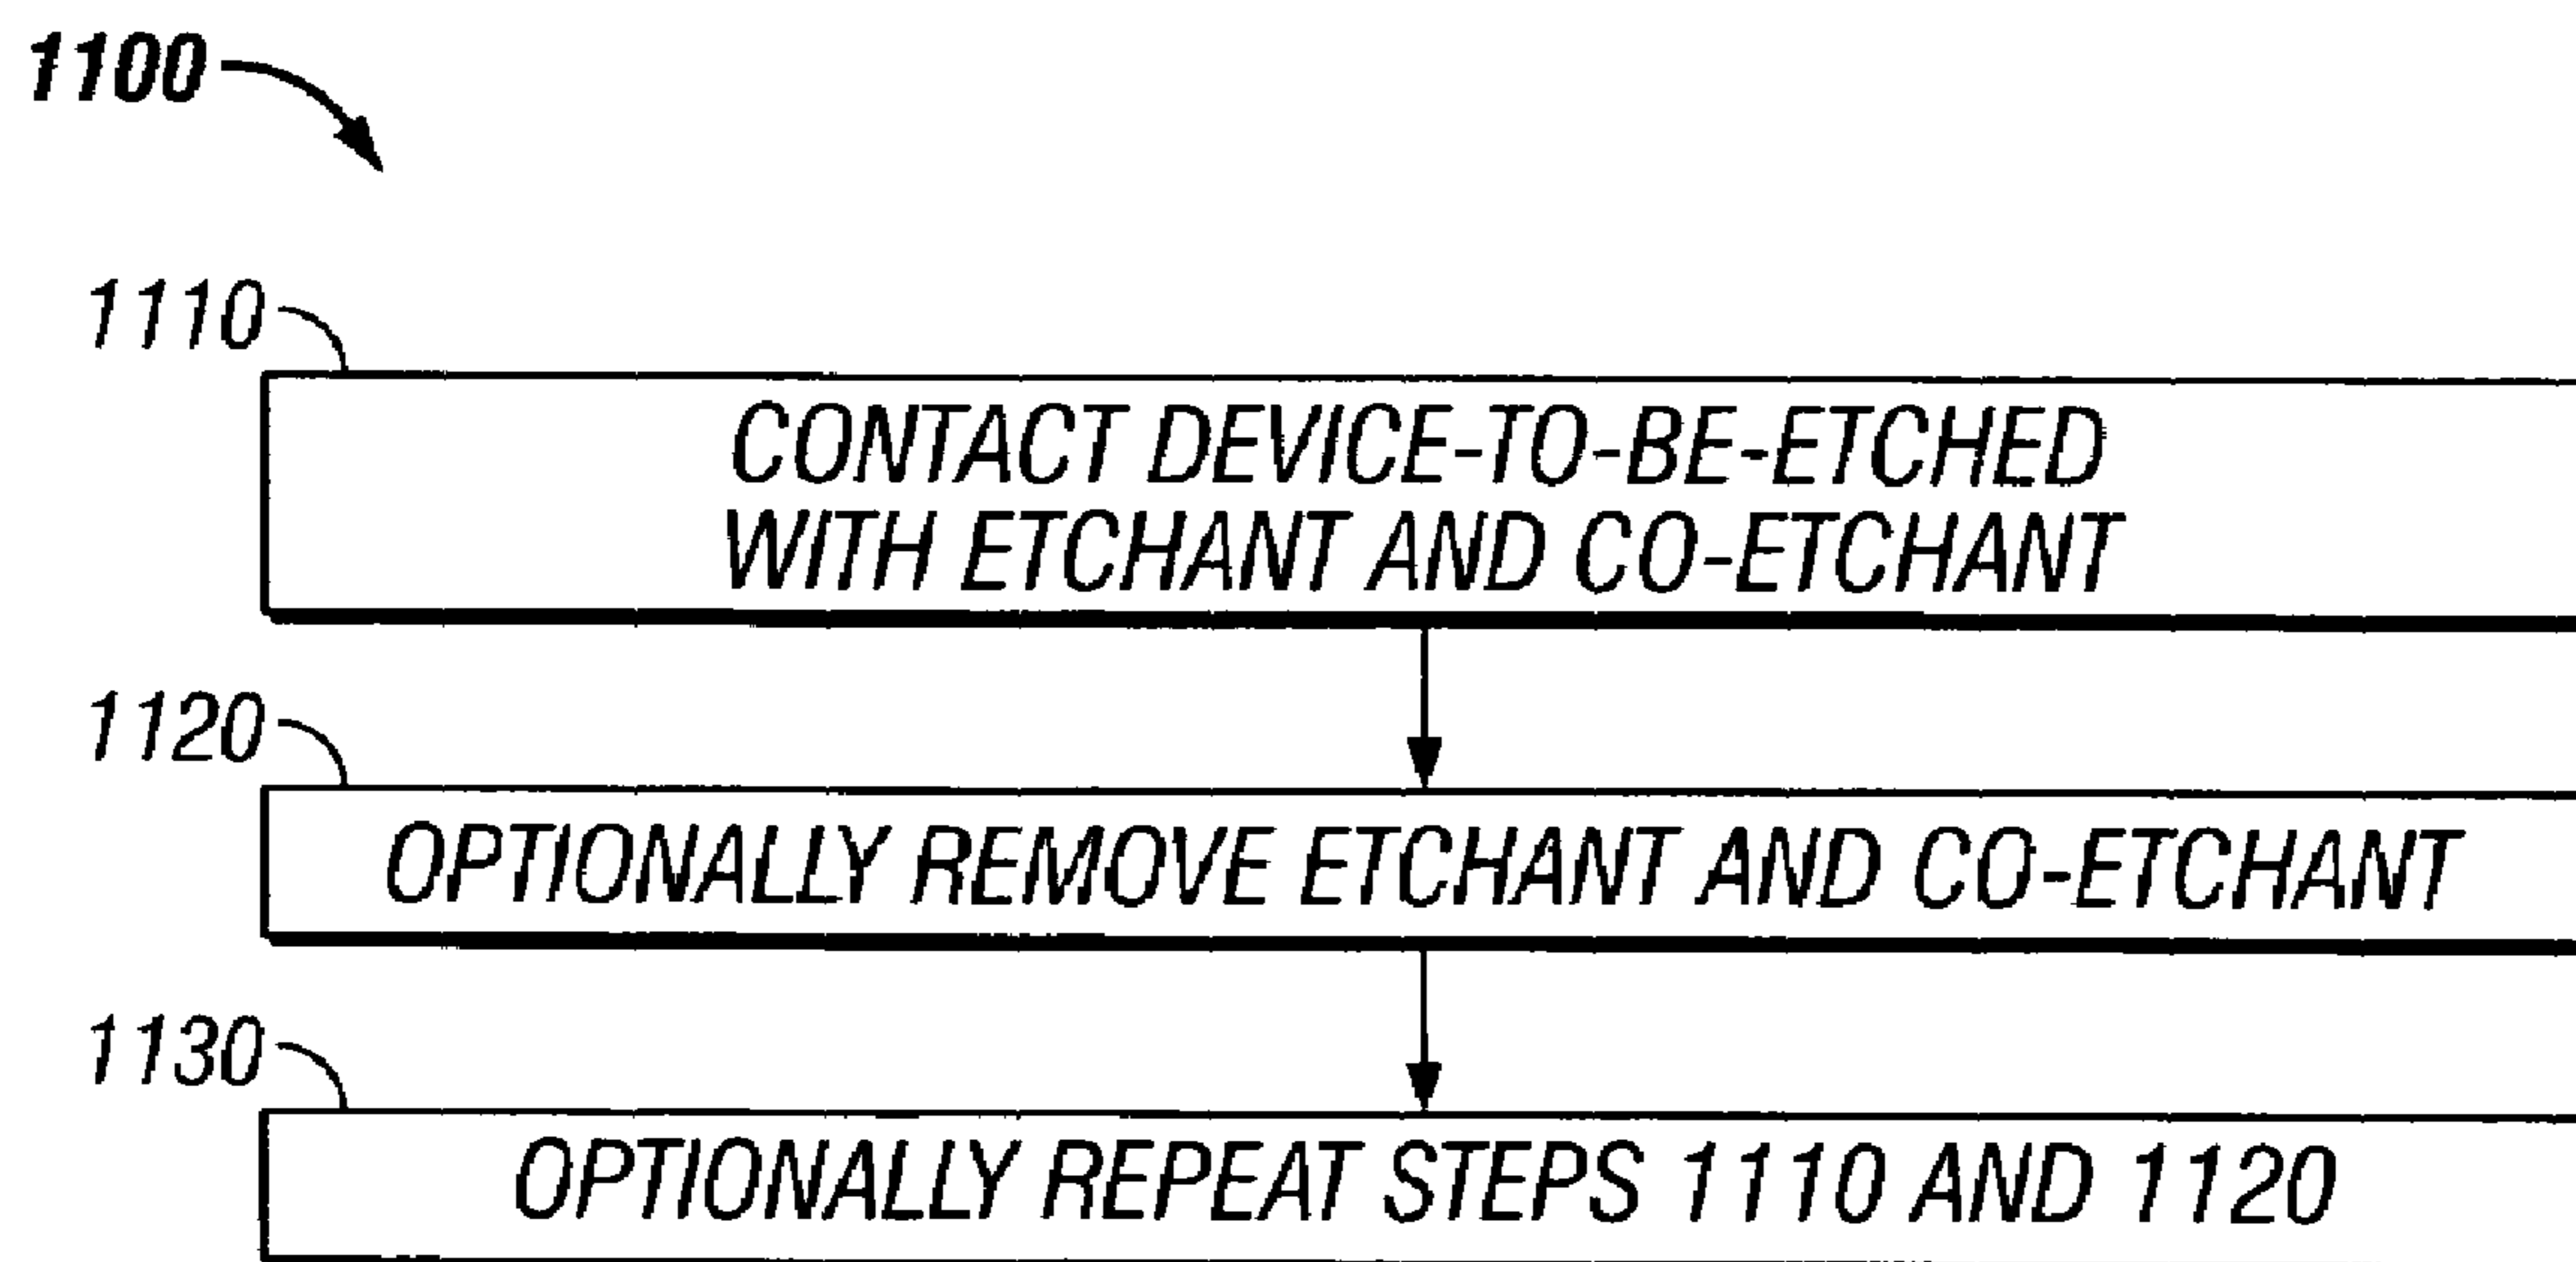 1100
1110
CONTACT DEVICE-TO-BE-ETCHED
WITH ETCHANT AND CO-ETCHANT
1120
OPTIONALLY REMOVE ETCHANT AND CO-ETCHANT
1130
OPTIONALLY REPEAT STEPS 1110 AND 1120